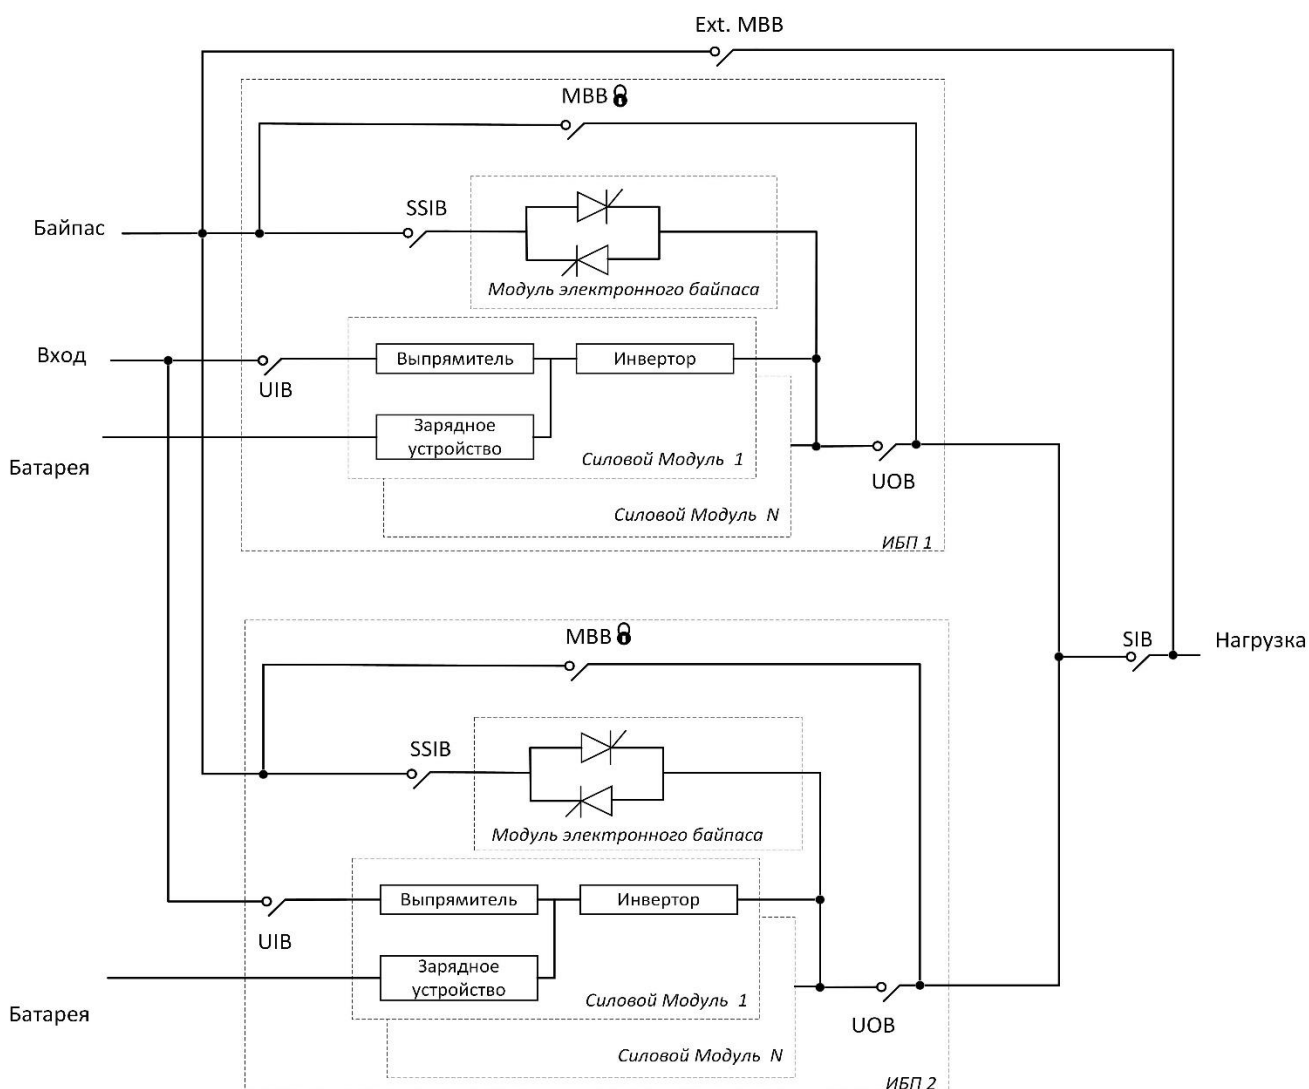 Ext. MBB
MBB
SSIB
Байпас
Модуль электронного байпаса
Вход
Выпрямитель
Инвертор
UIB
Зарядное
устройство
Батарея
Силовой Модуль 1
UOB
Силовой Модуль N
ИБП 1
MBB
SIB
Нагрузка
SSIB
Модуль электронного байпаса
Выпрямитель
Инвертор
UIB
Зарядное
устройство
Силовой Модуль 1
Батарея
UOB
Силовой Модуль N
ИБП 2